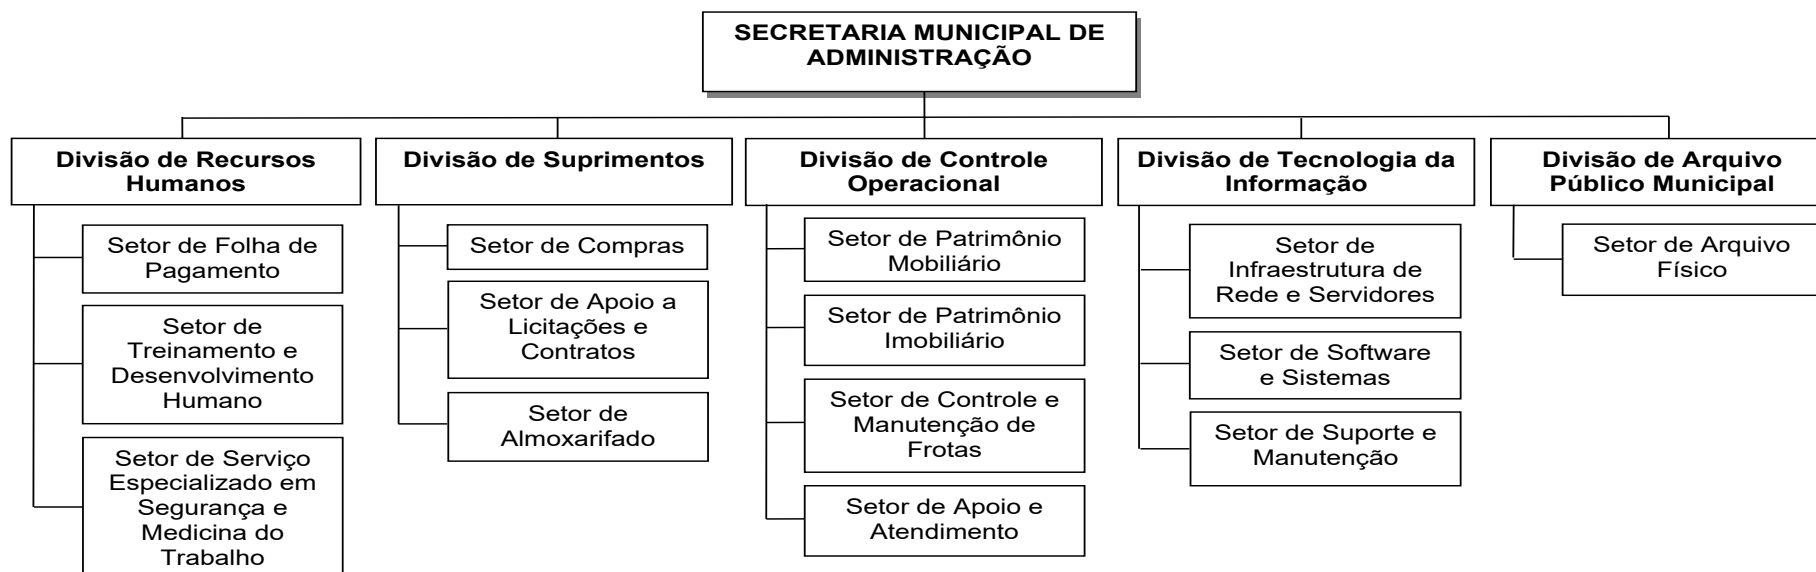 SECRETARIA MUNICIPAL DE
ADMINISTRAÇÃO
Divisão de Recursos
Humanos
Setor de Folha de
Pagamento
Setor de
Treinamento e
Desenvolvimento
Humano
Setor de Serviço
Especializado em
Segurança e
Medicina do
Trabalho
Divisão de Suprimentos
Setor de Compras
Setor de Apoio a
Licitações e
Contratos
Setor de
Almoxarifado
Divisão de Controle
Operacional
Setor de Patrimônio
Mobiliário
Setor de Patrimônio
Imobiliário
Setor de Controle e
Manutenção de
Frotas
Setor de Apoio e
Atendimento
Divisão de Tecnologia da
Informação
Setor de
Infraestrutura de
Rede e Servidores
Setor de Software
e Sistemas
Setor de Suporte e
Manutenção
Divisão de Arquivo
Público Municipal
Setor de Arquivo
Físico